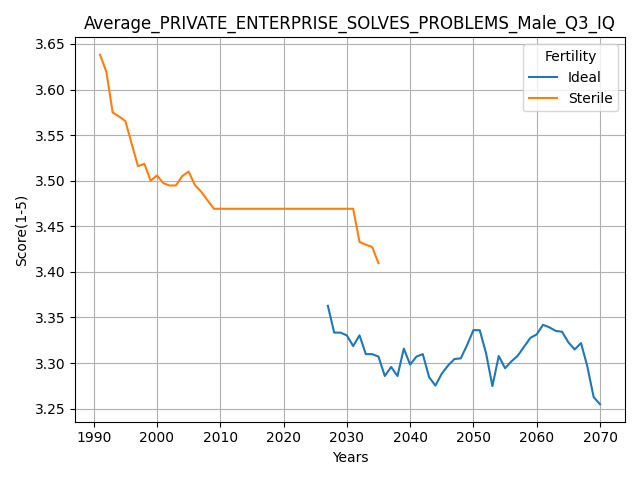 Average_PRIVATE_ENTERPRISE_SOLVES_PROBLEMS_Male_Q3_IQ
Fertility
Ideal
Sterile
Score(1-5)
3.65
3.60
3.55
3.50
3.45
3.40
3.35
3.30
3.25
1990 2000 2010 2020 2030 2040 2050 2060 2070
Years